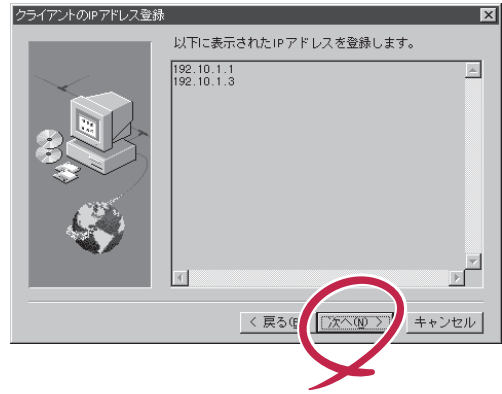 クライアントのIPアドレス登録
以下に表示されたIPアドレスを登録します。
192.10.1.1
192.10.1.3
< 戻る(B
次へ(N) >
キャンセル